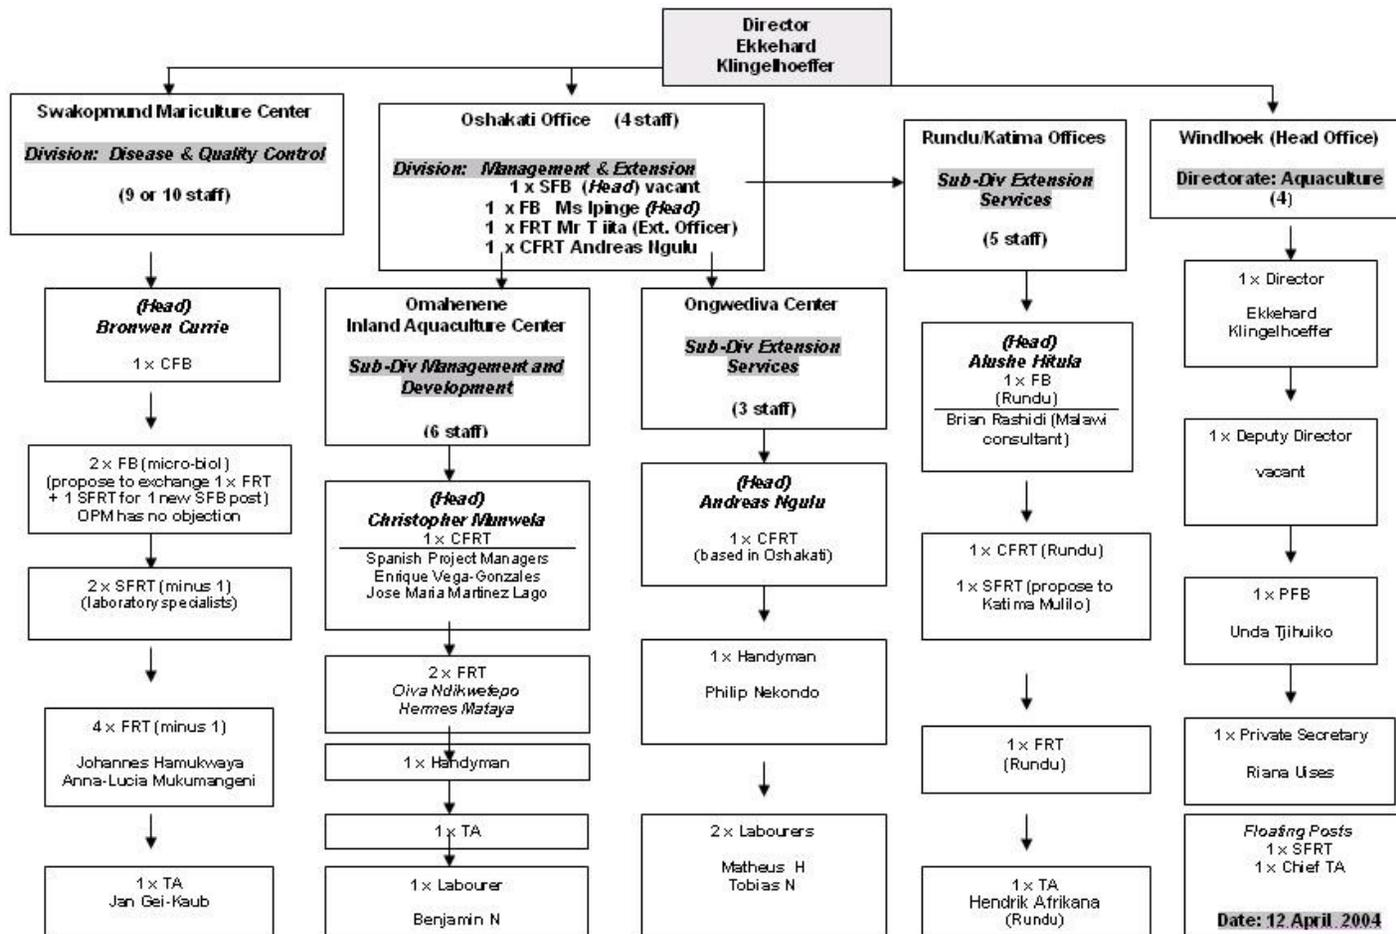 Director
Ekkehard
Klingelhoeffer
Swakopmund Mariculture Center
Division: Disease & Quality Control
(9 or 10 staff)
(Head)
Bronwen Currie
1 x CFB
2 x FB (micro-biol)
(propose to exchange 1 x FRT
+ 1 SFRT for 1 new SFB post)
OPM has no objection
2 x SFRT (minus 1)
(laboratory specialists)
4 x FRT (minus 1)
Johannes Hamukwaya
Anna-Lucia Mukumangeni
1 x TA
Jan Gei-Kaub
Oshakati Office (4 staff)
Division: Management & Extension
1 x SFB (Head) vacant
1 x FB Ms Ipinge (Head)
1 x FRT Mr T iita (Ext. Officer)
1 x CFRT Andreas Ngulu
Omahenene
Inland Aquaculture Center
Sub-Div Management and
Development
(6 staff)
(Head)
Christopher Munwela
1 x CFRT
Spanish Project Managers
Enrique Vega-Gonzales
Jose Maria Martinez Lago
2 x FRT
Oiva Ndikwetepo
Hermes Mataya
1 x Handyman
1 x TA
1 x Labourer
Benjamin N
Ongwediva Center
Sub-Div Extension
Services
(3 staff)
(Head)
Andreas Ngulu
1 x CFRT
(based in Oshakati)
1 x Handyman
Philip Nekondo
2 x Labourers
Matheus H
Tobias N
Rundu/Katima Offices
Sub-Div Extension
Services
(5 staff)
(Head)
Alushe Hitula
1 x FB
(Rundu)
Brian Rashidi (Malawi
consultant)
1 x CFRT (Rundu)
1 x SFRT (propose to
Katima Mulilo)
1 x FRT
(Rundu)
1 x TA
Hendrik Afrikana
(Rundu)
Windhoek (Head Office)
Directorate: Aquaculture
(4)
1 x Director
Ekkehard
Klingelhoeffer
1 x Deputy Director
vacant
1 x PFB
Unda Tjihuiko
1 x Private Secretary
Riana Uises
Floating Posts
1 x SFRT
1 x Chief TA
Date: 12 April 2004